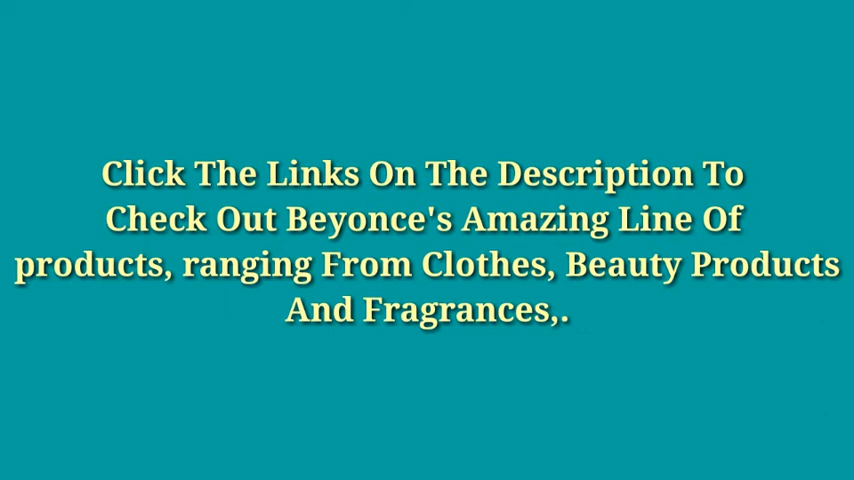 Click The Links On The Description To
Check Out Beyonce's Amazing Line Of
products, ranging From Clothes, Beauty Products
And Fragrances,.